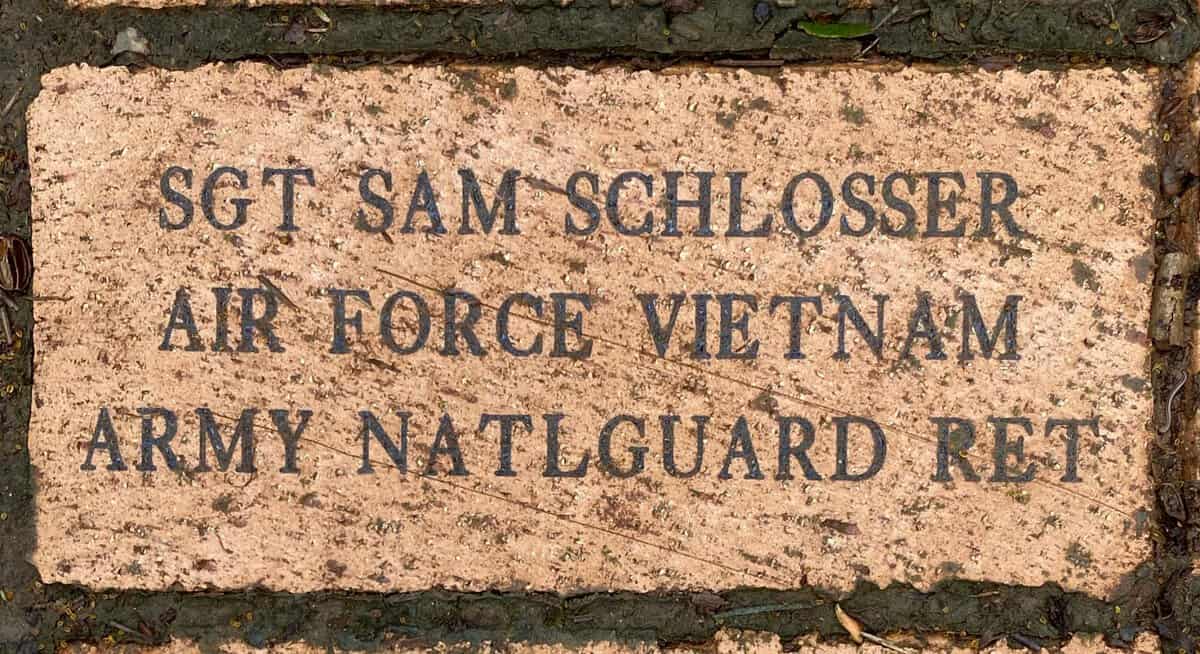 SGT SAM SCHLOSSER
AIR FORCE VIETNAM
ARMY NATLGUARD RET